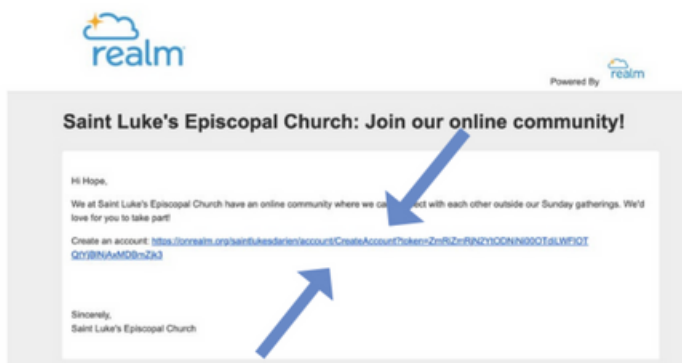 realm
Powered By realm
Saint Luke's Episcopal Church: Join our online community!
Hi Hope,
We at Saint Luke's Episcopal Church have an online community where we can connect with each other outside our Sunday gatherings. We'd
love for you to take part!
Create an account:
Sincerely,
Saint Luke's Episcopal Church